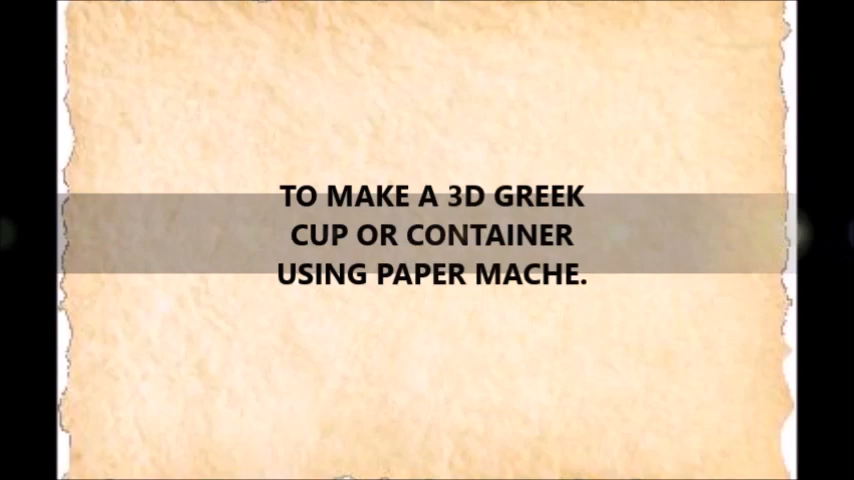 TO MAKE A 3D GREEK
CUP OR CONTAINER
USING PAPER MACHE.